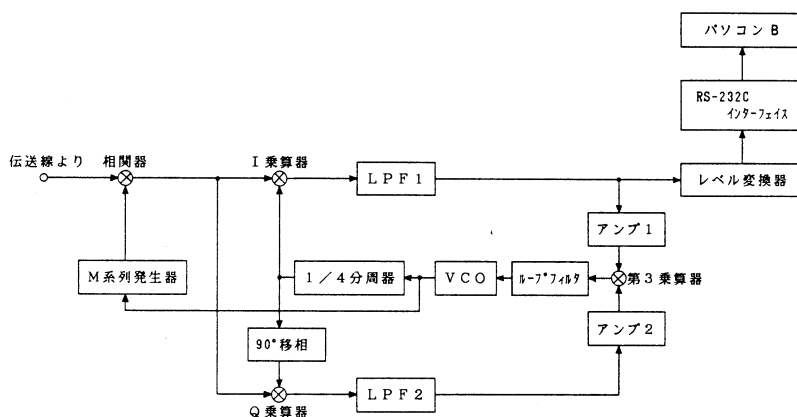 パソコン B
RS-232C
インターフェイス
伝送線より
相関器
I 乗算器
LPF1
レベル変換器
アンプ1
M系列発生器
1/4分周器
VCO
ループフィルタ
第3乗算器
90°移相
アンプ2
LPF2
Q乗算器